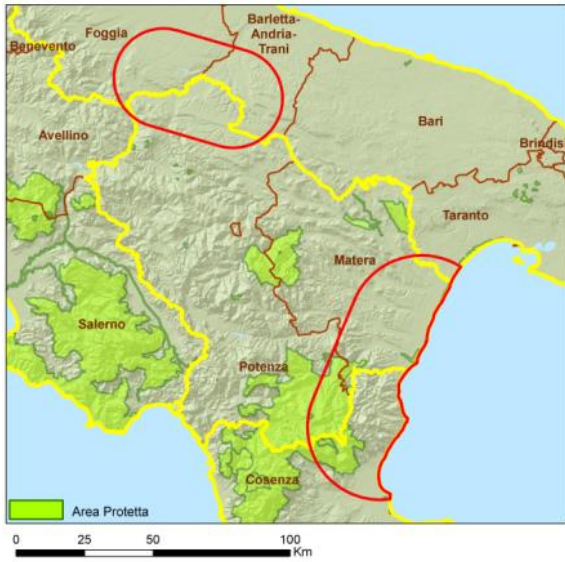 Foggia
Barletta-
Andria-
Trani
Benevento
Bari
Avellino
Brindisi
Taranto
Matera
Salerno
Potenza
Cosenza
Area Protetta
0 25 50 100
Km